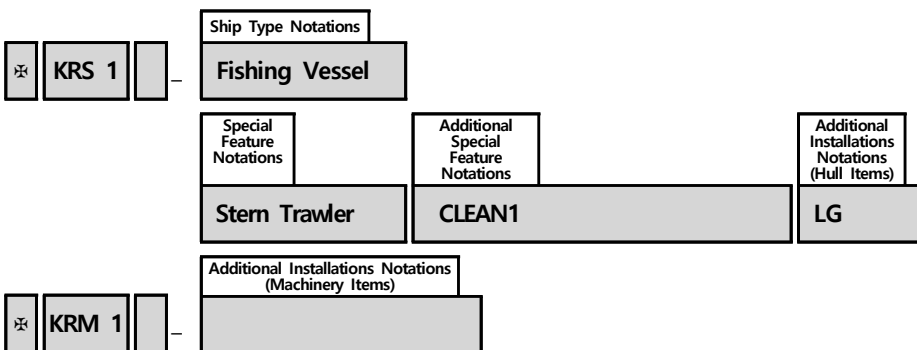 Ship Type Notations
✠ KRS 1 _ Fishing Vessel
Special Feature Notations
Additional Special Feature Notations
Additional Installations Notations (Hull Items)
Stern Trawler CLEAN1 LG
Additional Installations Notations (Machinery Items)
✠ KRM 1 _